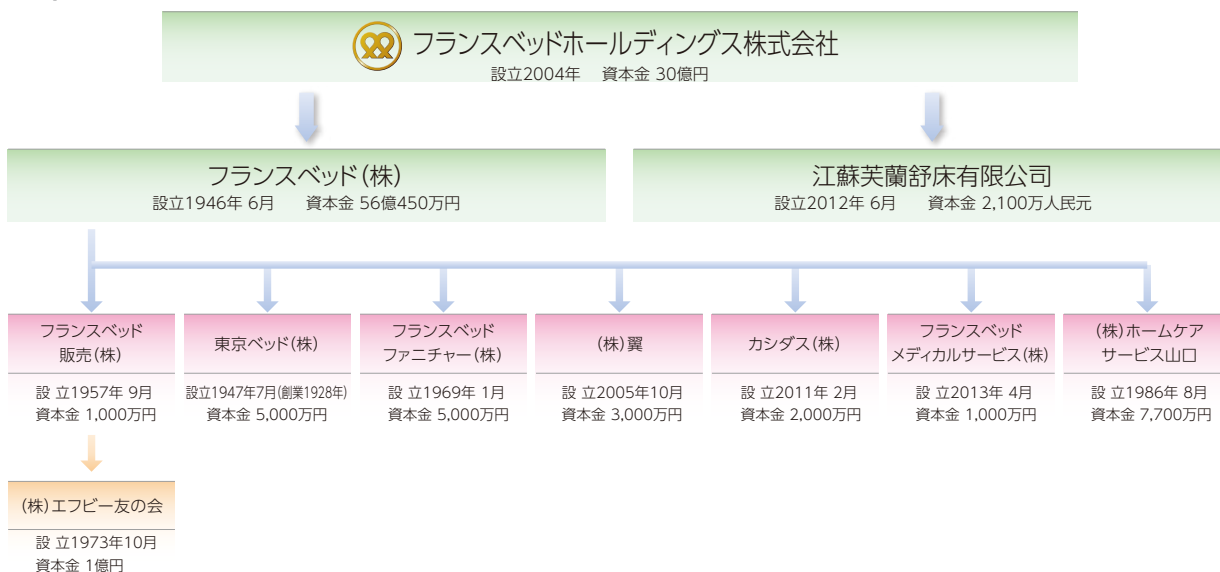 フランスベッドホールディングス株式会社
設立2004年 資本金 30億円
フランスベッド(株)
設立1946年 6月 資本金 56億450万円
江蘇芙蘭舒床有限公司
設立2012年 6月 資本金 2,100万人民元
フランスベッド
販売(株)
設 立1957年 9月
資本金 1,000万円
東京ベッド(株)
設立1947年7月(創業1928年)
資本金 5,000万円
フランスベッド
ファニチャー(株)
設 立1969年 1月
資本金 5,000万円
(株)翼
設 立2005年10月
資本金 3,000万円
カシダス(株)
設 立2011年 2月
資本金 2,000万円
フランスベッド
メディカルサービス(株)
設 立2013年 4月
資本金 1,000万円
(株)ホームケア
サービス山口
設 立1986年 8月
資本金 7,700万円
(株)エフビー友の会
設 立1973年10月
資本金 1億円